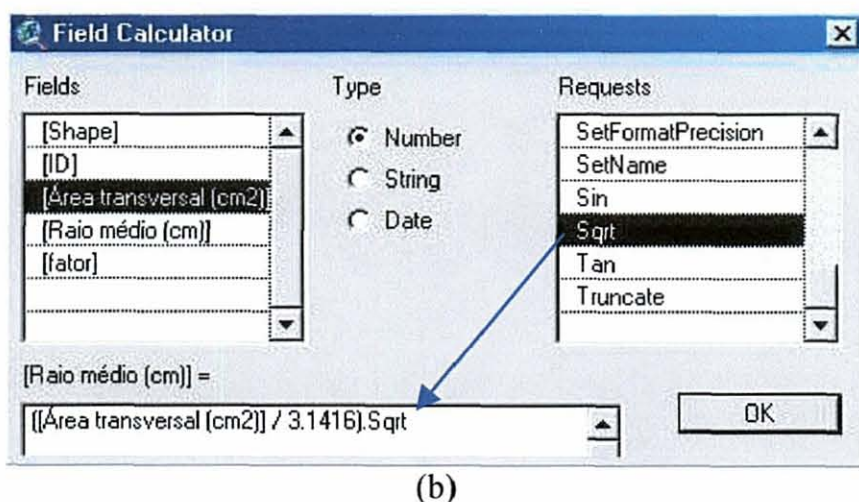 Field Calculator
Fields
Type
Requests
[Shape]
[ID]
[Área transversal (cm2)]
[Raio médio (cm)]
[fator]
Number
String
Date
SetFormatPrecision
SetName
Sin
Sqrt
Tan
Truncate
[Raio médio (cm)] =
([Área transversal (cm2)] / 3.1416).Sqrt
OK
(b)